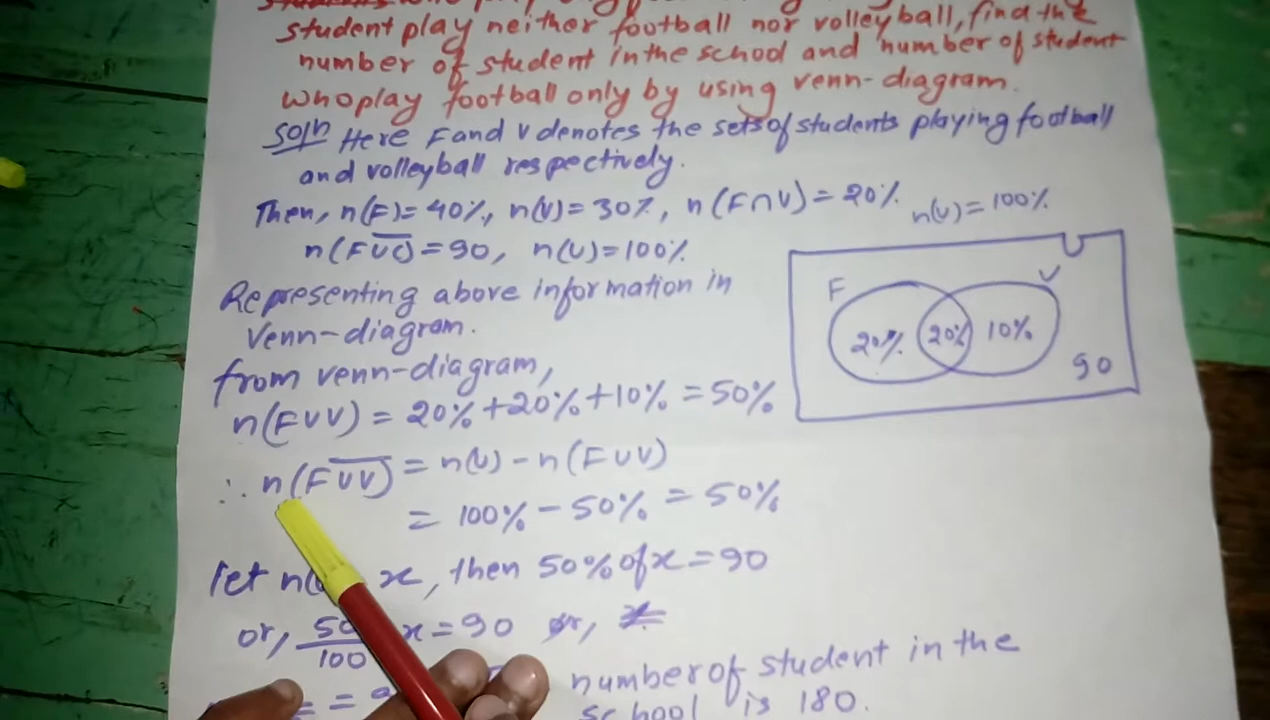 student play neither football nor volleyball, find the
number of student in the school and number of student
who play football only by using venn-diagram.
Soln Here F and V denotes the sets of students playing football
and volleyball respectively.
Then, n(F)= 40%, n(V)= 30%, n(F∩V)= 20% n(U)= 100%
n(F̅U̅C̅)=90, n(U)=100%
Representing above information in
Venn-diagram.
from venn-diagram,
n(FUV) = 20%+20%+10% = 50%
∴ n(F̅U̅V̅) = n(U) - n(FUV)
= 100% - 50% = 50%
let n( x, then 50% of x=90
or, 50 x=90 or,
100
number of student in the
school is 180.
U
F
V
20% 20% 10%
90